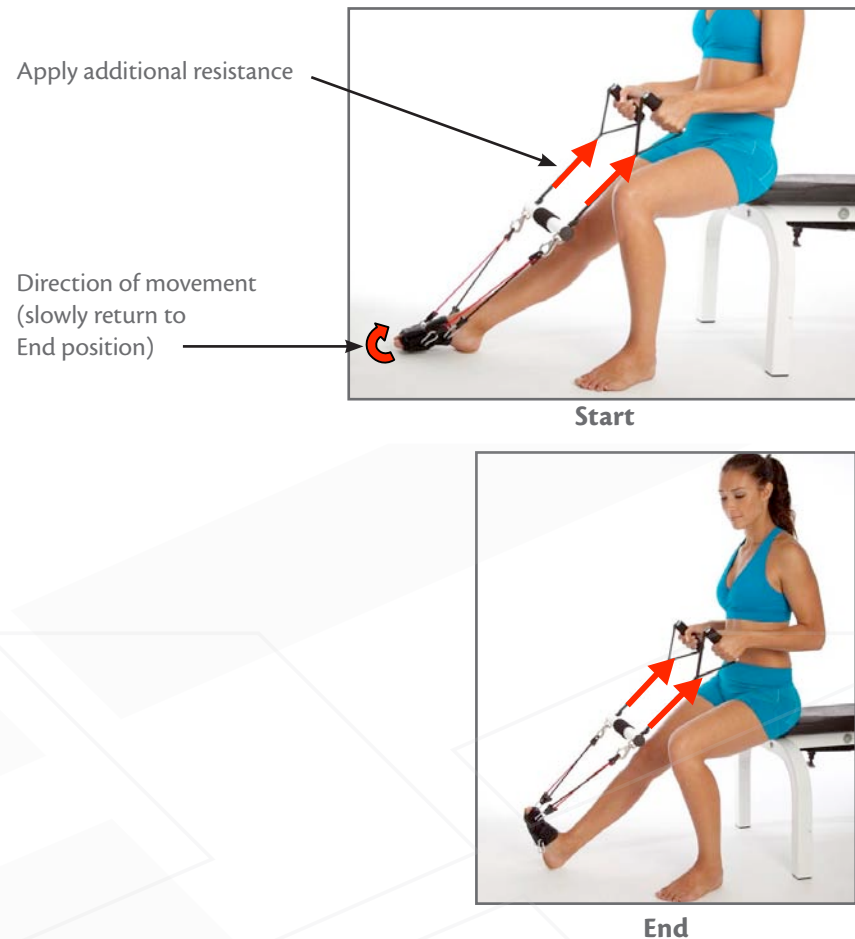 Apply additional resistance
Direction of movement
(slowly return to
End position)
Start
End